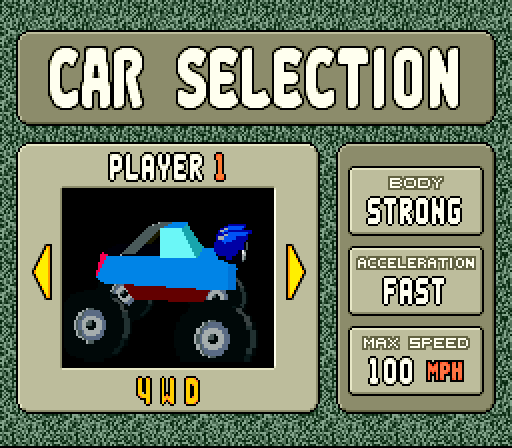 CAR SELECTION
PLAYER 1
4WD
BODY
STRONG
ACCELERATION
FAST
MAX SPEED
100 MPH